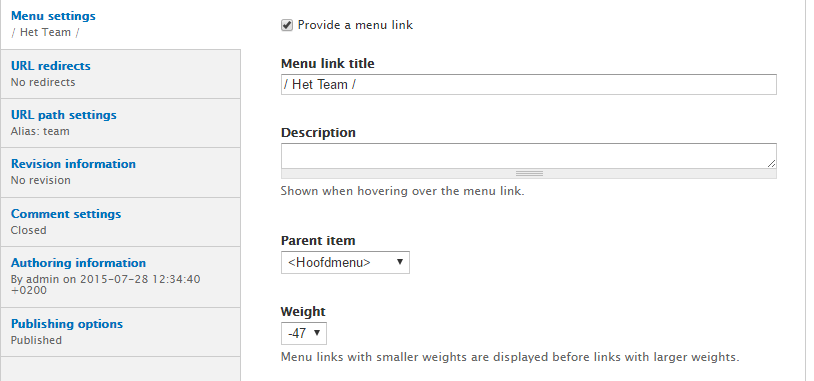 Menu settings
/ Het Team /
URL redirects
No redirects
URL path settings
Alias: team
Revision information
No revision
Comment settings
Closed
Authoring information
By admin on 2015-07-28 12:34:40
+0200
Publishing options
Published
Provide a menu link
Menu link title
/ Het Team /
Description
Shown when hovering over the menu link.
Parent item
<Hoofdmenu>
Weight
-47
Menu links with smaller weights are displayed before links with larger weights.